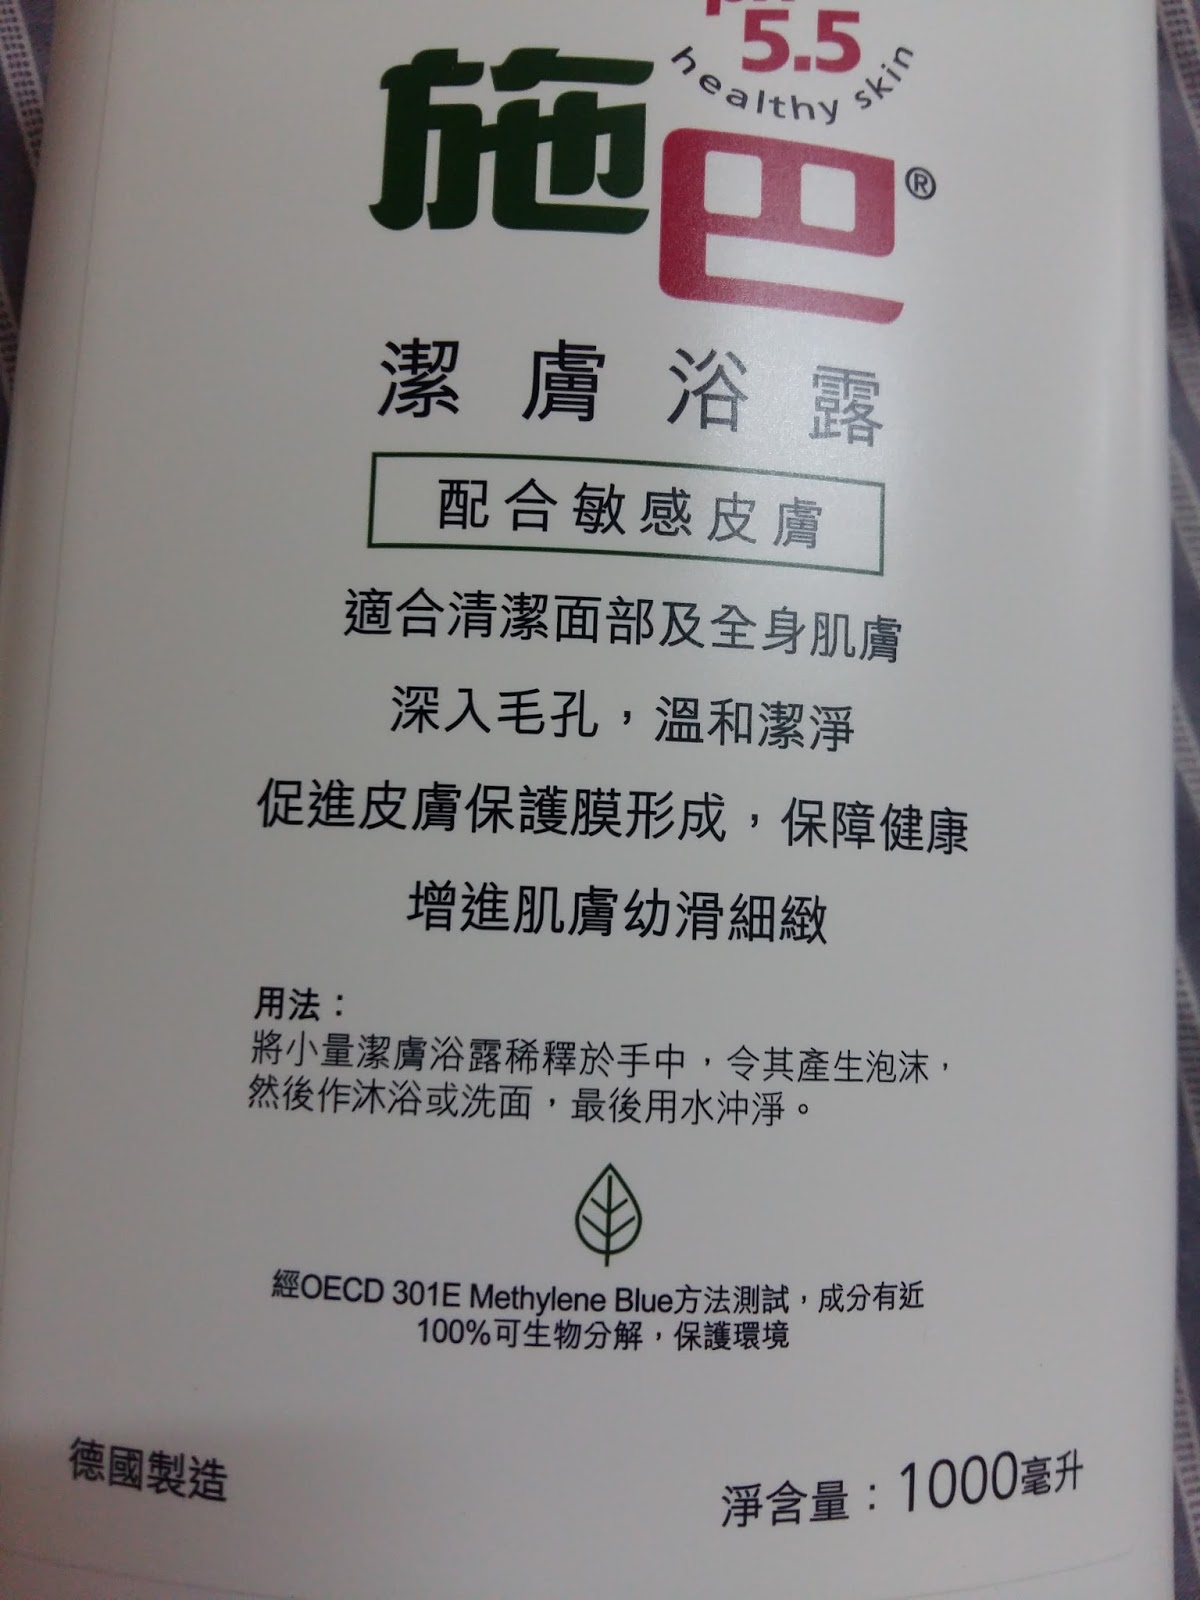 pH
5.5
healthy skin
施巴®
潔膚浴露
配合敏感皮膚
適合清潔面部及全身肌膚
深入毛孔，溫和潔淨
促進皮膚保護膜形成，保障健康
增進肌膚幼滑細緻
用法：
將小量潔膚浴露稀釋於手中，令其產生泡沫，
然後作沐浴或洗面，最後用水沖淨。
經OECD 301E Methylene Blue方法測試，成分有近
100%可生物分解，保護環境
德國製造
淨含量：1000毫升